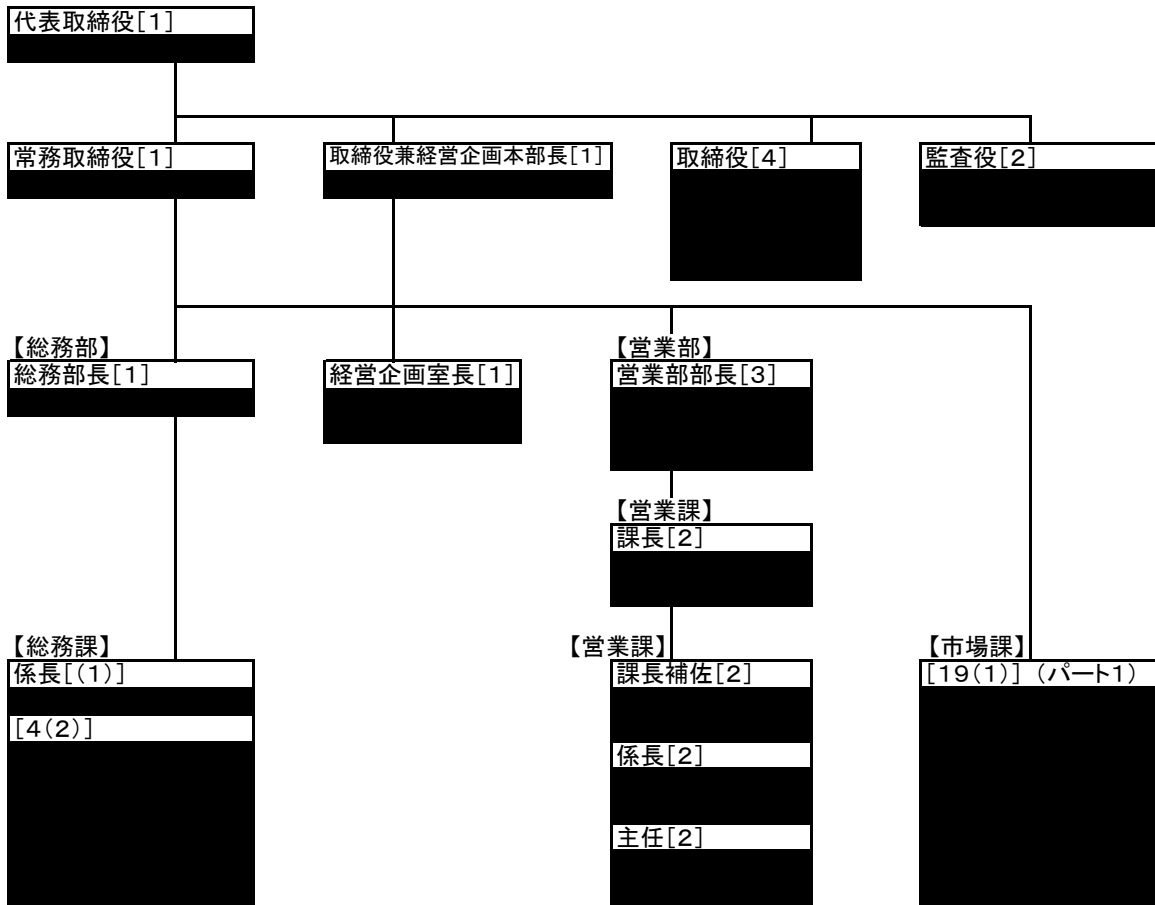 代表取締役[1]
常務取締役[1]
取締役兼経営企画本部長[1]
取締役[4]
監査役[2]
【総務部】
総務部長[1]
経営企画室長[1]
【営業部】
営業部部長[3]
【営業課】
課長[2]
【総務課】
係長[(1)]
[4(2)]
【営業課】
課長補佐[2]
係長[2]
主任[2]
【市場課】
[19(1)] (パート1)